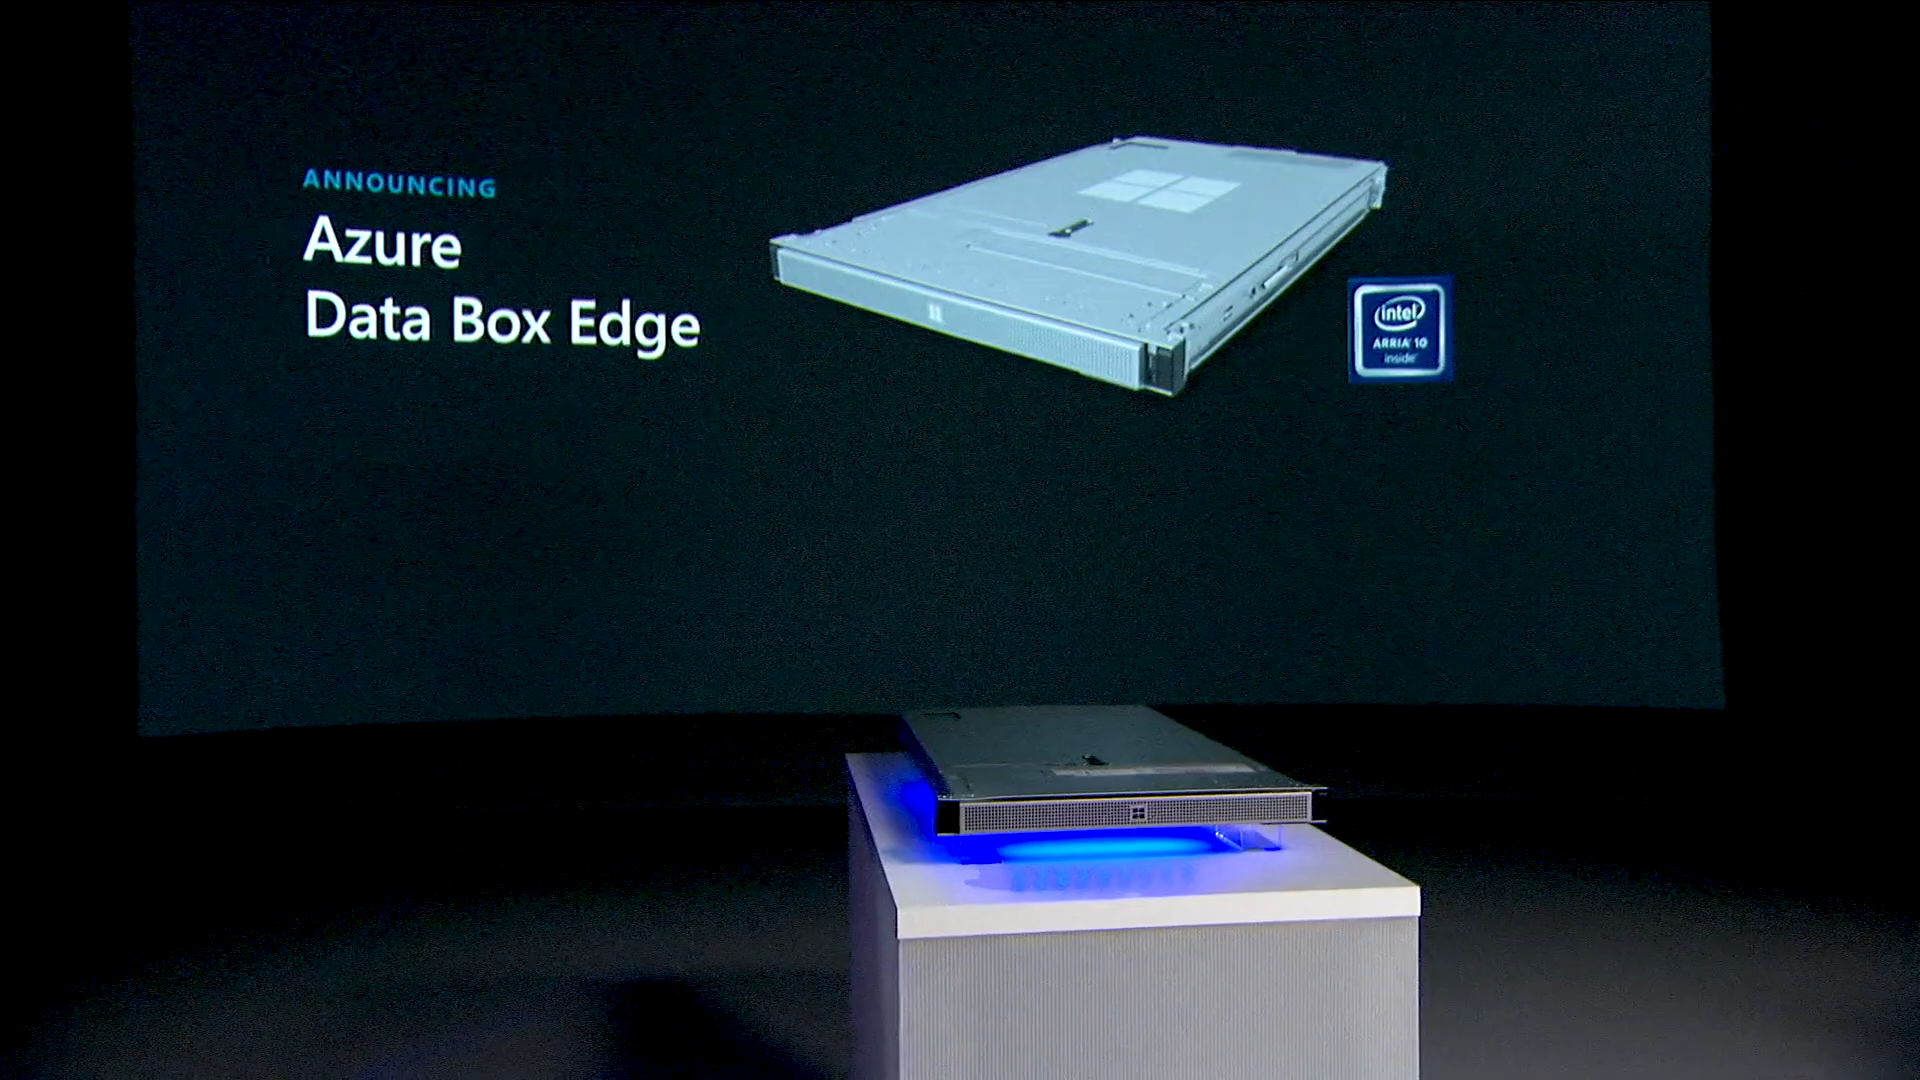 ANNOUNCING
Azure
Data Box Edge
intel
ARRIA 10
inside